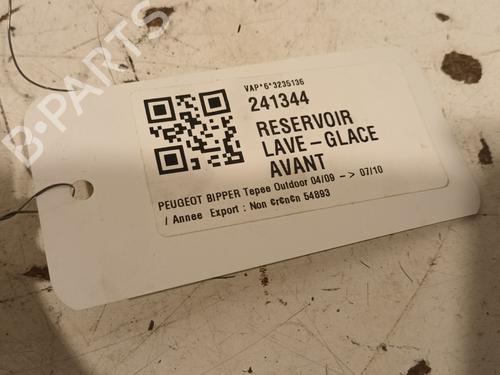 B-PARTS
VAP*6*3235136
241344
RESERVOIR
LAVE-GLACE
AVANT
PEUGEOT BIPPER Tepee Outdoor 04/09 -> 07/10
/ Annee Export : Non €r€n€n 54893